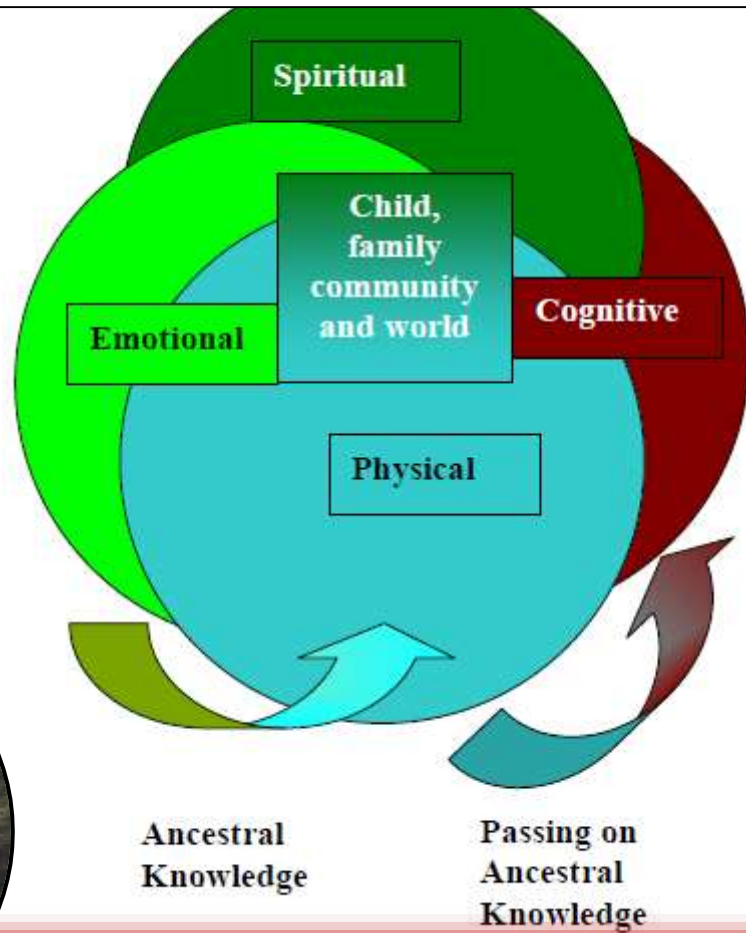 Spiritual
Child,
family
community
and world
Emotional
Cognitive
Physical
Ancestral
Knowledge
Passing on
Ancestral
Knowledge